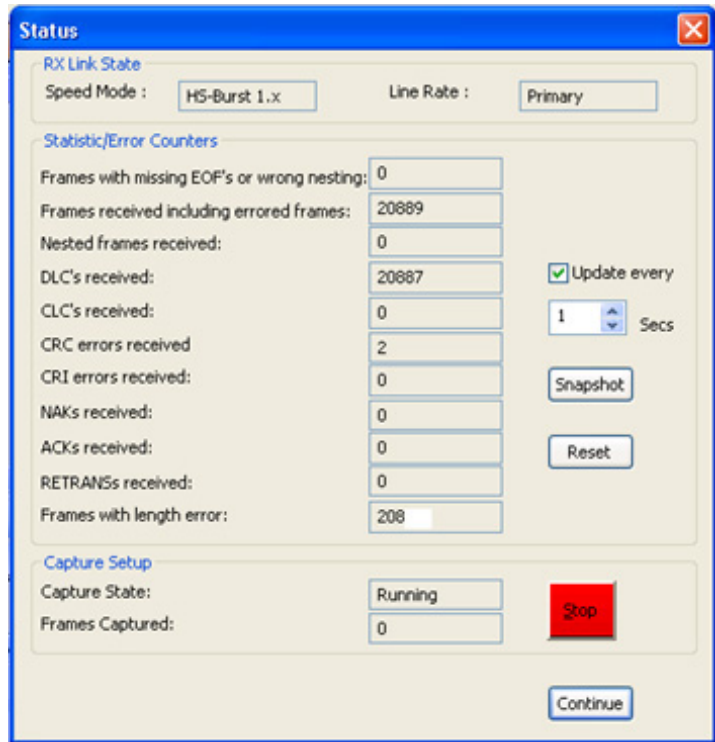 Status
RX Link State
Speed Mode : HS-Burst 1.x Line Rate : Primary
Statistic/Error Counters
Frames with missing EOF's or wrong nesting: 0
Frames received including errored frames: 20889
Nested frames received: 0
DLC's received: 20887
Update every
CLC's received: 0
1 Secs
CRC errors received 2
CRI errors received: 0
Snapshot
NAKs received: 0
ACKs received: 0
Reset
RETRANSs received: 0
Frames with length error: 208
Capture Setup
Capture State: Running
Stop
Frames Captured: 0
Continue